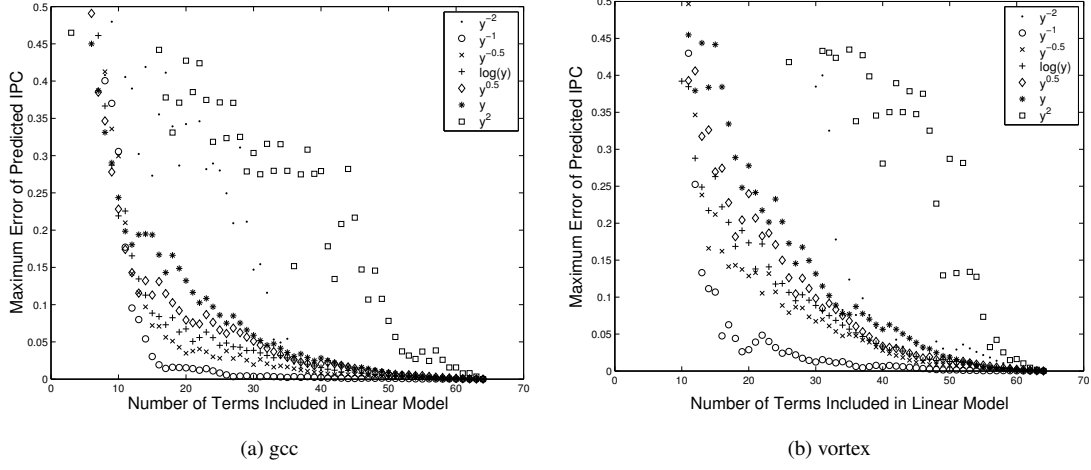 0.5
0.45
0.4
0.35
0.3
0.25
0.2
0.15
0.1
0.05
0
0 10 20 30 40 50 60 70
Maximum Error of Predicted IPC
Number of Terms Included in Linear Model
y⁻²
y⁻¹
y⁻⁰·⁵
log(y)
y⁰·⁵
y
y²
(a) gcc
0.5
0.45
0.4
0.35
0.3
0.25
0.2
0.15
0.1
0.05
0
0 10 20 30 40 50 60 70
Maximum Error of Predicted IPC
Number of Terms Included in Linear Model
y⁻²
y⁻¹
y⁻⁰·⁵
log(y)
y⁰·⁵
y
y²
(b) vortex